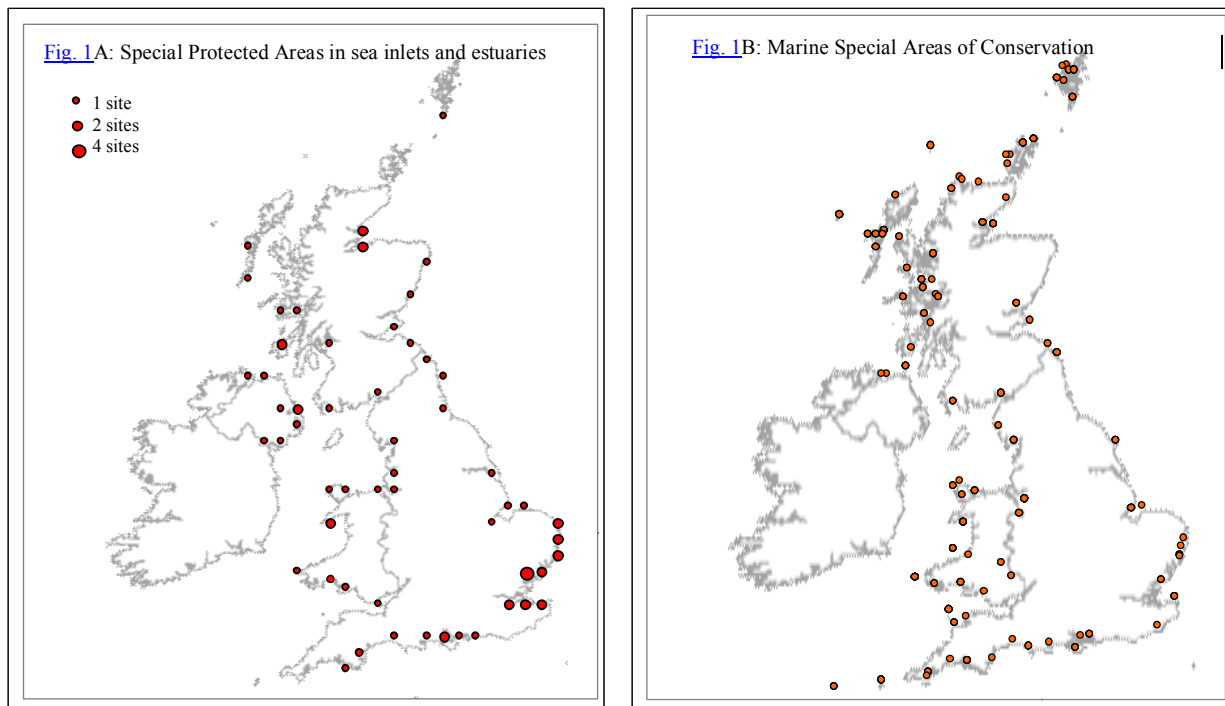 Fig. 1A: Special Protected Areas in sea inlets and estuaries
1 site
2 sites
4 sites
Fig. 1B: Marine Special Areas of Conservation